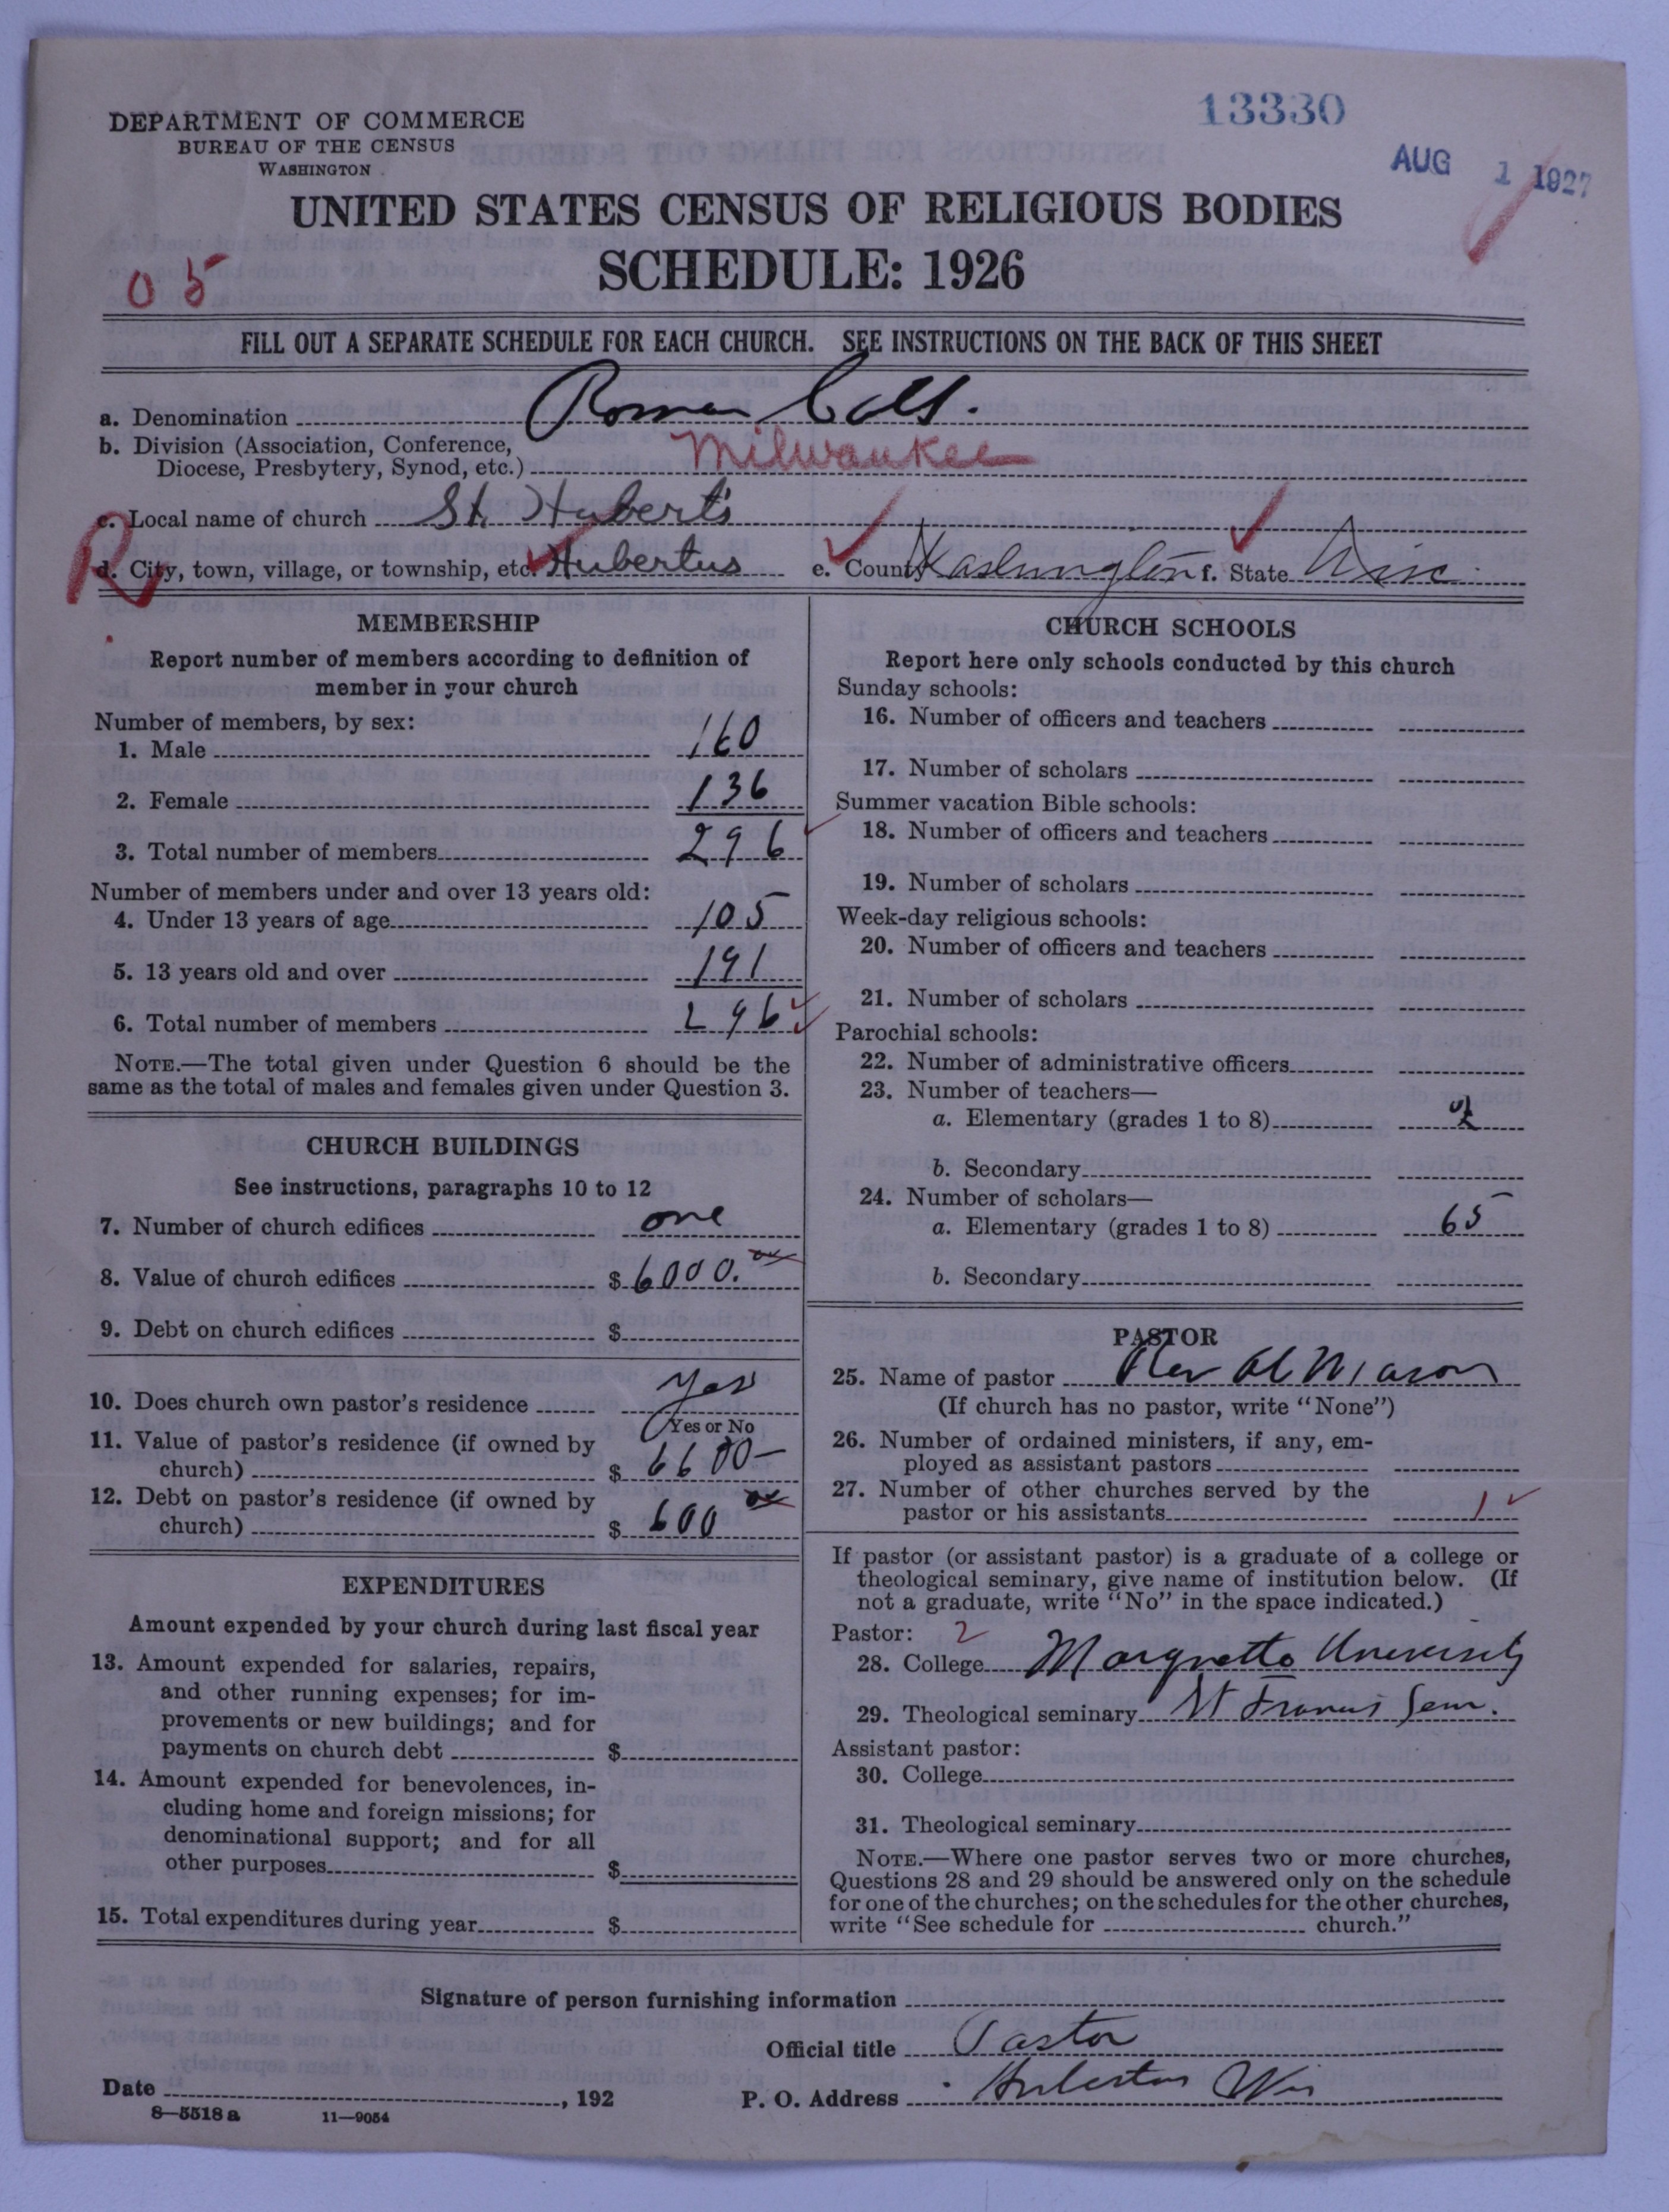 13330
AUG 1 1927
DEPARTMENT OF COMMERCE
BUREAU OF THE CENSUS
WASHINGTON
UNITED STATES CENSUS OF RELIGIOUS BODIES
SCHEDULE: 1926
05
FILL OUT A SEPARATE SCHEDULE FOR EACH CHURCH. SEE INSTRUCTIONS ON THE BACK OF THIS SHEET
a. Denomination Roman Cath.
b. Division (Association, Conference,
Diocese, Presbytery, Synod, etc.) Milwaukee
c. Local name of church St. Hubert's
R
d. City, town, village, or township, etc. Hubertus e. County Washington f. State Wisc.
MEMBERSHIP
Report number of members according to definition of
member in your church
Number of members, by sex:
1. Male 160
2. Female 136
3. Total number of members 296
Number of members under and over 13 years old:
4. Under 13 years of age 105
5. 13 years old and over 191
6. Total number of members 296
NOTE.—The total given under Question 6 should be the
same as the total of males and females given under Question 3.
CHURCH BUILDINGS
See instructions, paragraphs 10 to 12
7. Number of church edifices one
8. Value of church edifices $ 6000.
9. Debt on church edifices $
10. Does church own pastor's residence Yes
Yes or No
11. Value of pastor's residence (if owned by
church) $ 6600-
12. Debt on pastor's residence (if owned by
church) $ 600
EXPENDITURES
Amount expended by your church during last fiscal year
13. Amount expended for salaries, repairs,
and other running expenses; for im-
provements or new buildings; and for
payments on church debt $
14. Amount expended for benevolences, in-
cluding home and foreign missions; for
denominational support; and for all
other purposes $
15. Total expenditures during year $
CHURCH SCHOOLS
Report here only schools conducted by this church
Sunday schools:
16. Number of officers and teachers
17. Number of scholars
Summer vacation Bible schools:
18. Number of officers and teachers
19. Number of scholars
Week-day religious schools:
20. Number of officers and teachers
21. Number of scholars
Parochial schools:
22. Number of administrative officers
23. Number of teachers—
a. Elementary (grades 1 to 8) 2
b. Secondary
24. Number of scholars—
a. Elementary (grades 1 to 8) 65
b. Secondary
PASTOR
25. Name of pastor Rev
(If church has no pastor, write "None")
26. Number of ordained ministers, if any, em-
ployed as assistant pastors
27. Number of other churches served by the
pastor or his assistants 1
If pastor (or assistant pastor) is a graduate of a college or
theological seminary, give name of institution below. (If
not a graduate, write "No" in the space indicated.)
Pastor: 2
28. College Marquette University
29. Theological seminary St Francis Sem.
Assistant pastor:
30. College
31. Theological seminary
NOTE.—Where one pastor serves two or more churches,
Questions 28 and 29 should be answered only on the schedule
for one of the churches; on the schedules for the other churches,
write "See schedule for church."
Signature of person furnishing information
Official title Pastor
Date , 192 P. O. Address Hubertus Wis
8—5518 a 11—9054